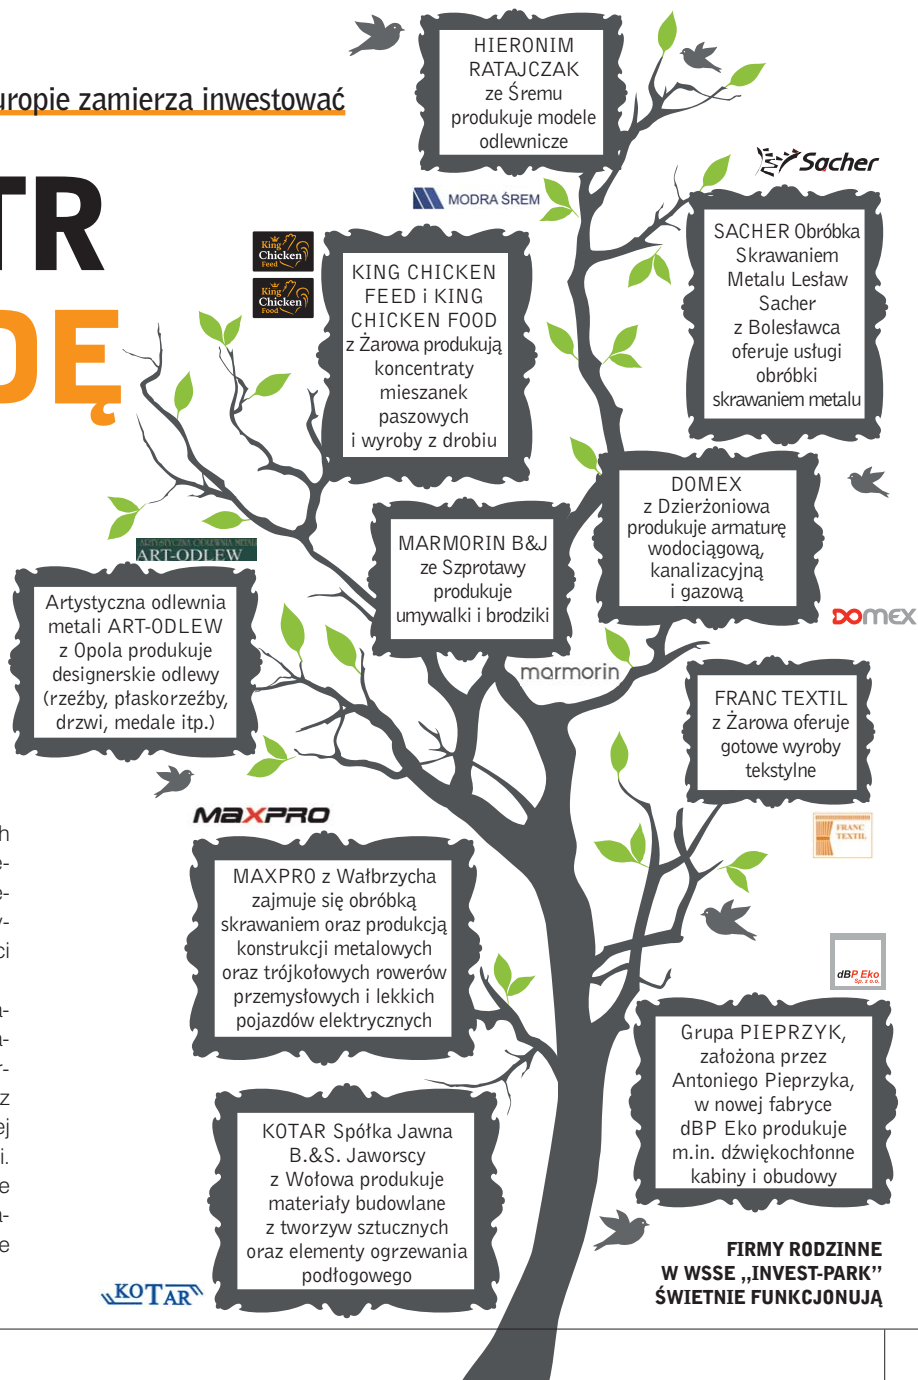 uropie zamierza inwestować
TR
DĘ
HIERONIM
RATAJCZAK
ze Śremu
produkuje modele
odlewnicze
MODRA ŚREM
Sacher
SACHER Obróbka
Skrawaniem
Metalu Lesław
Sacher
z Bolesławca
oferuje usługi
obróbki
skrawaniem metalu
King
Chicken
Feed
King
Chicken
Food
KING CHICKEN
FEED i KING
CHICKEN FOOD
z Żarowa produkują
koncentraty
mieszanek
paszowych
i wyroby z drobiu
DOMEX
z Dzierżoniowa
produkuje armaturę
wodociągową,
kanalizacyjną
i gazową
DOMEX
MARMORIN B&J
ze Szprotawy
produkuje
umywalki i brodziki
marmorin
ARTYSTYCZNA ODLEWNIA METALI
ART-ODLEW
Artystyczna odlewnia
metali ART-ODLEW
z Opola produkuje
designerskie odlewy
(rzeźby, płaskorzeźby,
drzwi, medale itp.)
FRANC TEXTIL
z Żarowa oferuje
gotowe wyroby
tekstylne
FRANC
TEXTIL
MAXPRO
MAXPRO z Wałbrzycha
zajmuje się obróbką
skrawaniem oraz produkcją
konstrukcji metalowych
oraz trójkołowych rowerów
przemysłowych i lekkich
pojazdów elektrycznych
dBP Eko
Sp. z o.o.
Grupa PIEPRZYK,
założona przez
Antoniego Pieprzyka,
w nowej fabryce
dBP Eko produkuje
m.in. dźwiękochłonne
kabiny i obudowy
KOTAR Spółka Jawna
B.&S. Jaworscy
z Wołowa produkuje
materiały budowlane
z tworzyw sztucznych
oraz elementy ogrzewania
podłogowego
KOTAR
FIRMY RODZINNE
W WSSE „INVEST-PARK”
ŚWIETNIE FUNKCJONUJĄ
h
e-
e-
y-
ci
a-
a-
r-
z
ej
i.
e
a-
e